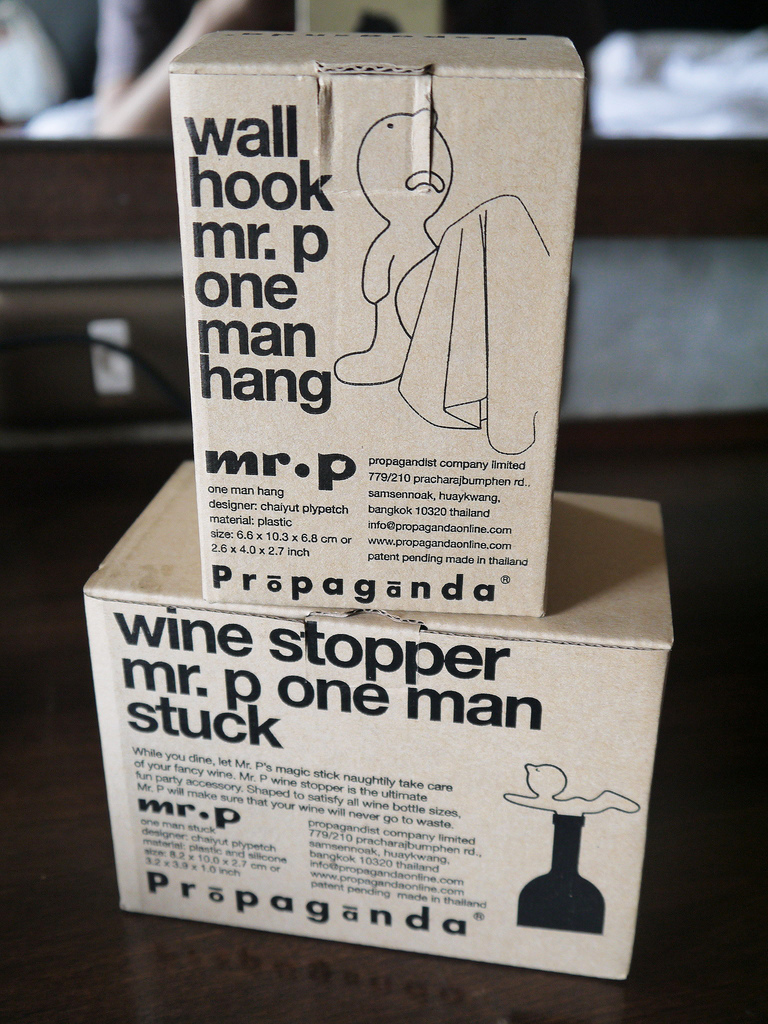 wall
hook
mr. p
one
man
hang
mr.p
one man hang
designer: chaiyut plypetch
material: plastic
size: 6.6 x 10.3 x 6.8 cm or
2.6 x 4.0 x 2.7 inch
propagandist company limited
779/210 pracharajbumphen rd.,
samsennoak, huaykwang,
bangkok 10320 thailand
info@propagandaonline.com
www.propagandaonline.com
patent pending made in thailand
Prōpagānda®
wine stopper
mr. p one man
stuck
While you dine, let Mr. P's magic stick naughtily take care
of your fancy wine. Mr. P wine stopper is the ultimate
fun party accessory. Shaped to satisfy all wine bottle sizes,
Mr. P will make sure that your wine will never go to waste.
mr.p
one man stuck
designer: chaiyut plypetch
material: plastic and silicone
size: 8.2 x 10.0 x 2.7 cm or
3.2 x 3.9 x 1.0 inch
propagandist company limited
779/210 pracharajbumphen rd.,
samsennoak, huaykwang,
bangkok 10320 thailand
info@propagandaonline.com
www.propagandaonline.com
patent pending made in thailand
Prōpagānda®